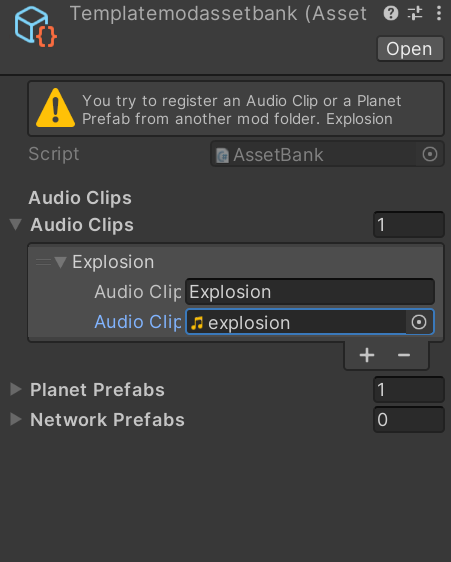 Templatemodassetbank (Asset
Open
You try to register an Audio Clip or a Planet
Prefab from another mod folder. Explosion
Script AssetBank
Audio Clips
Audio Clips 1
Explosion
Audio Clip Explosion
Audio Clip explosion
Planet Prefabs 1
Network Prefabs 0